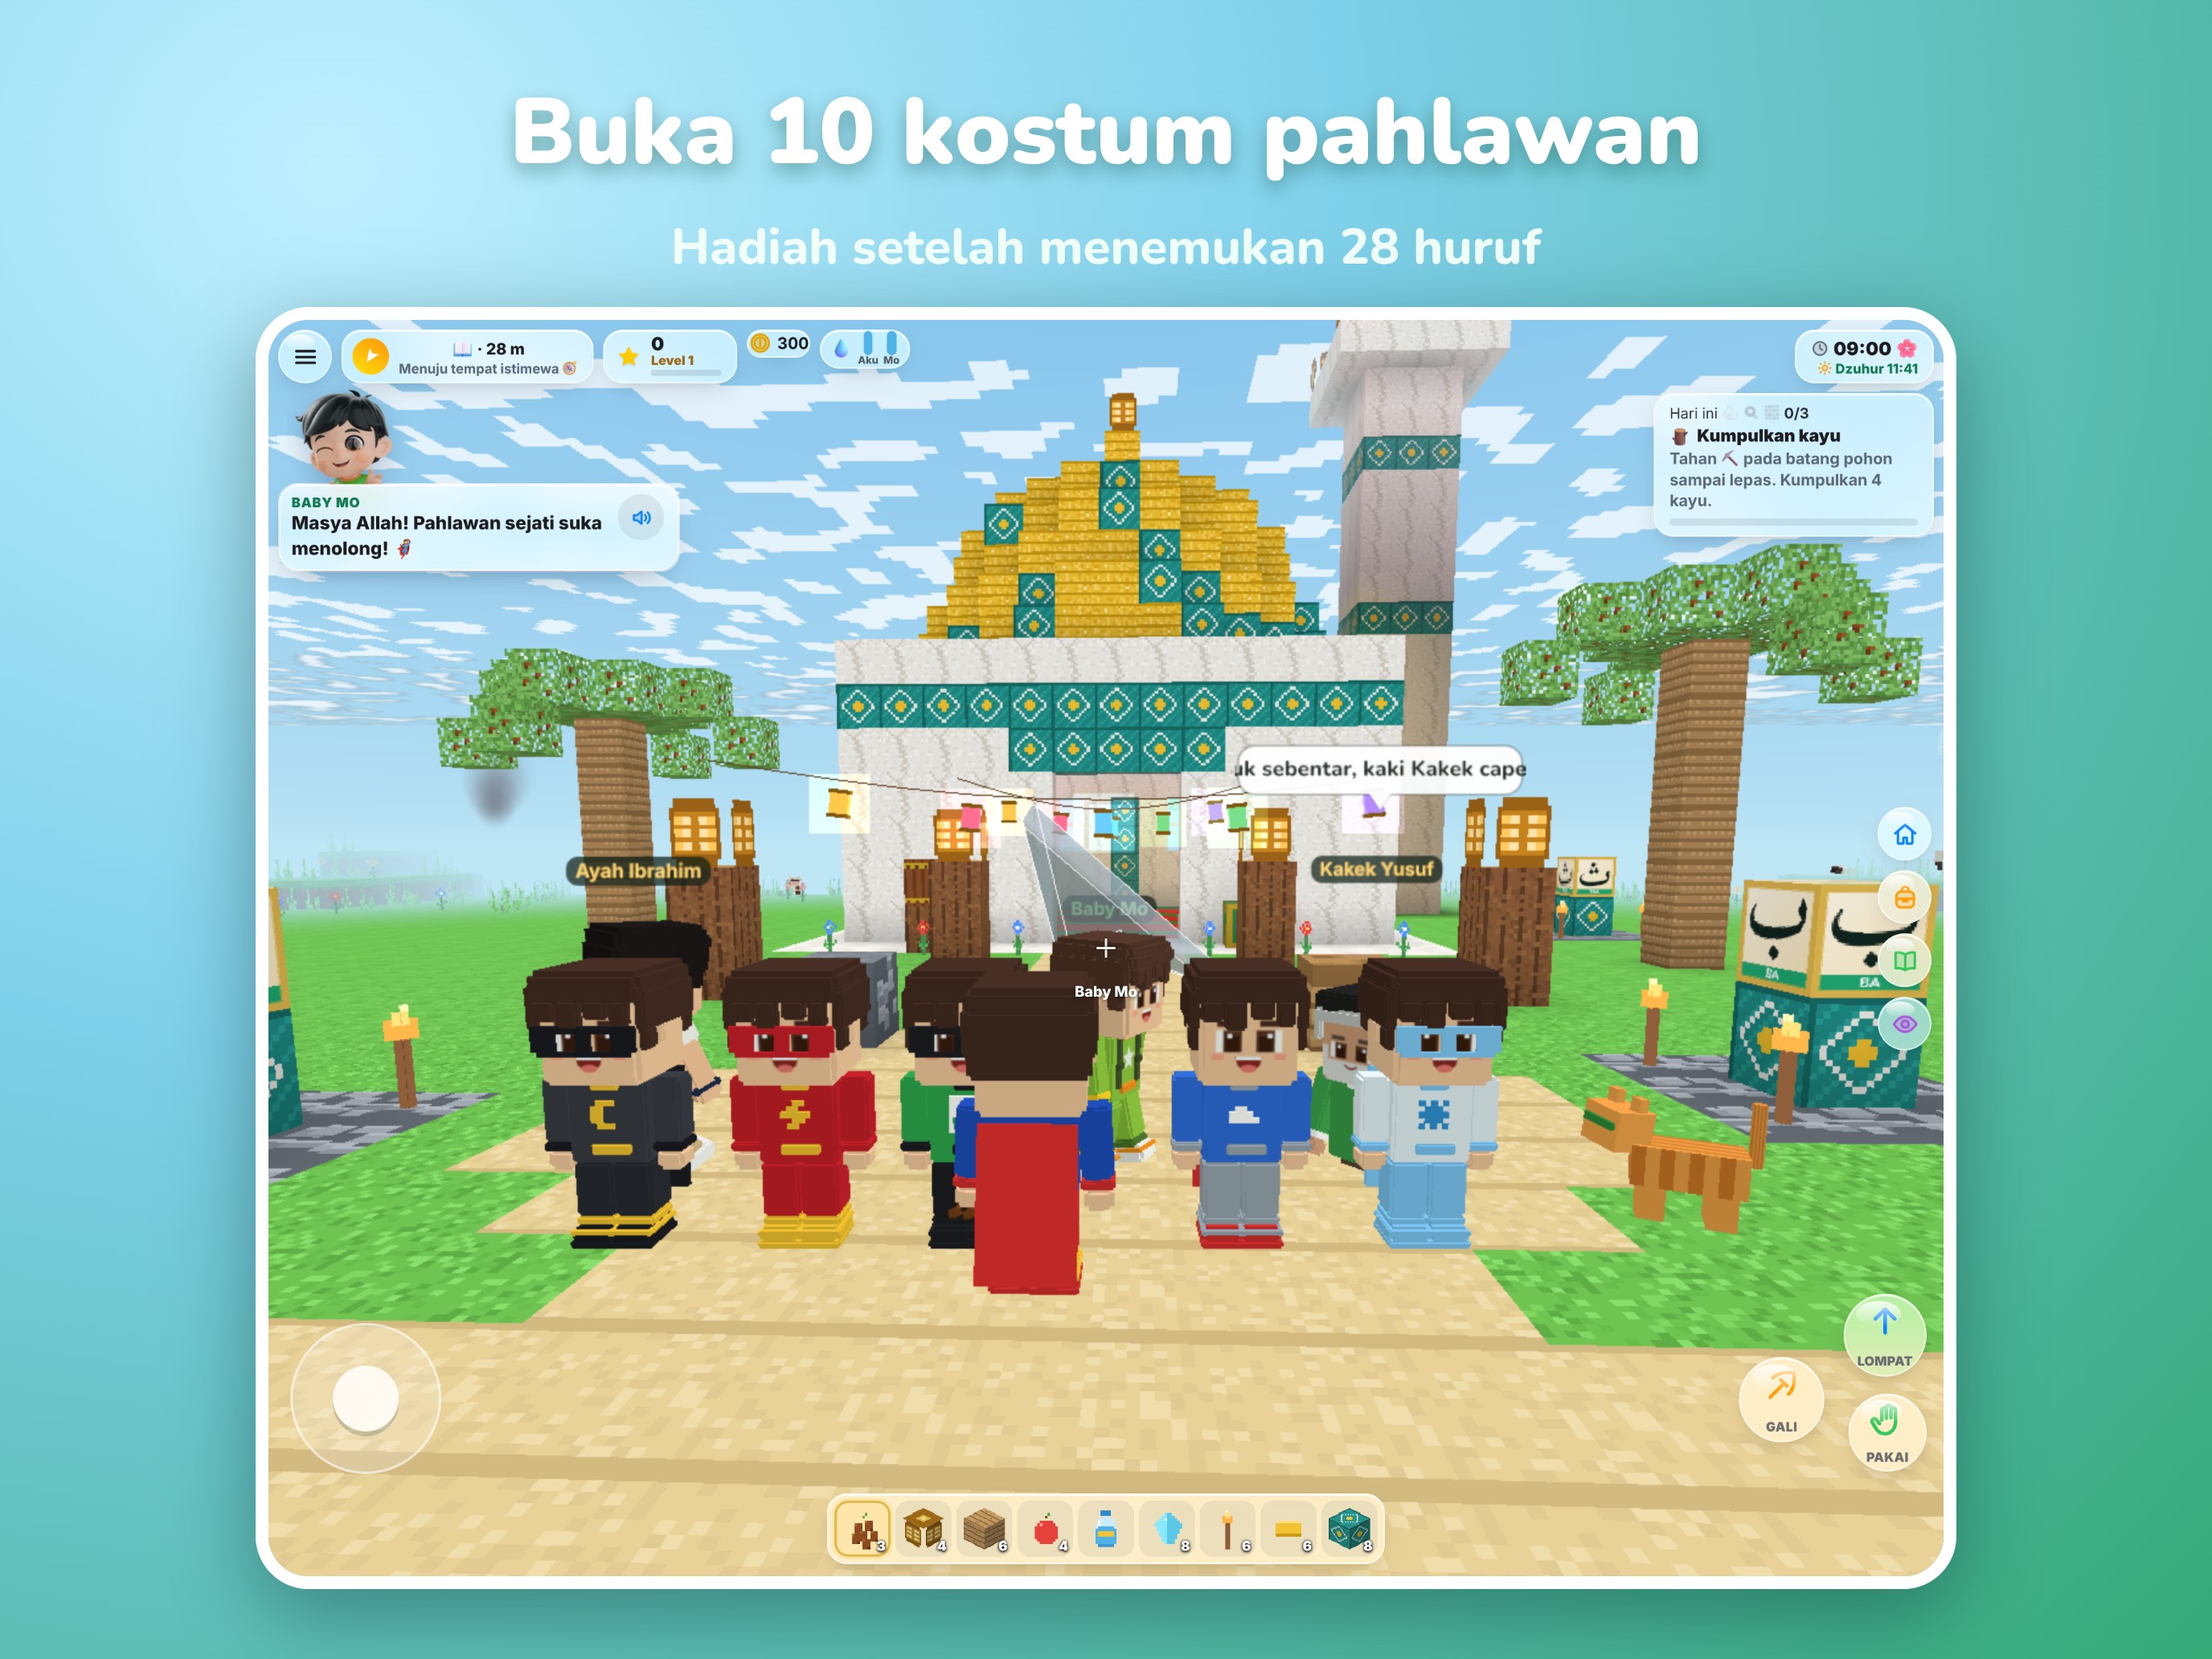 Buka 10 kostum pahlawan
Hadiah setelah menemukan 28 huruf
· 28 m
Menuju tempat istimewa
0
Level 1
300
Aku Mo
09:00
Dzuhur 11:41
Hari ini 0/3
Kumpulkan kayu
Tahan pada batang pohon
sampai lepas. Kumpulkan 4
kayu.
BABY MO
Masya Allah! Pahlawan sejati suka
menolong!
sebentar, kaki Kakek cape
Ayah Ibrahim
Kakek Yusuf
Baby Mo
Baby Mo
ث
ب ب
BA BA
LOMPAT
GALI
PAKAI
3 4 6 4 8 6 6 8